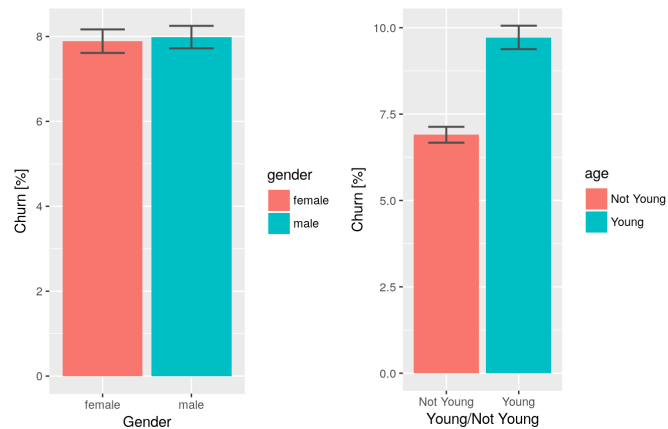 8
6
4
2
0
Churn [%]
female
male
Gender
gender
female
male
10.0
7.5
5.0
2.5
0.0
Churn [%]
Not Young
Young
Young/Not Young
age
Not Young
Young